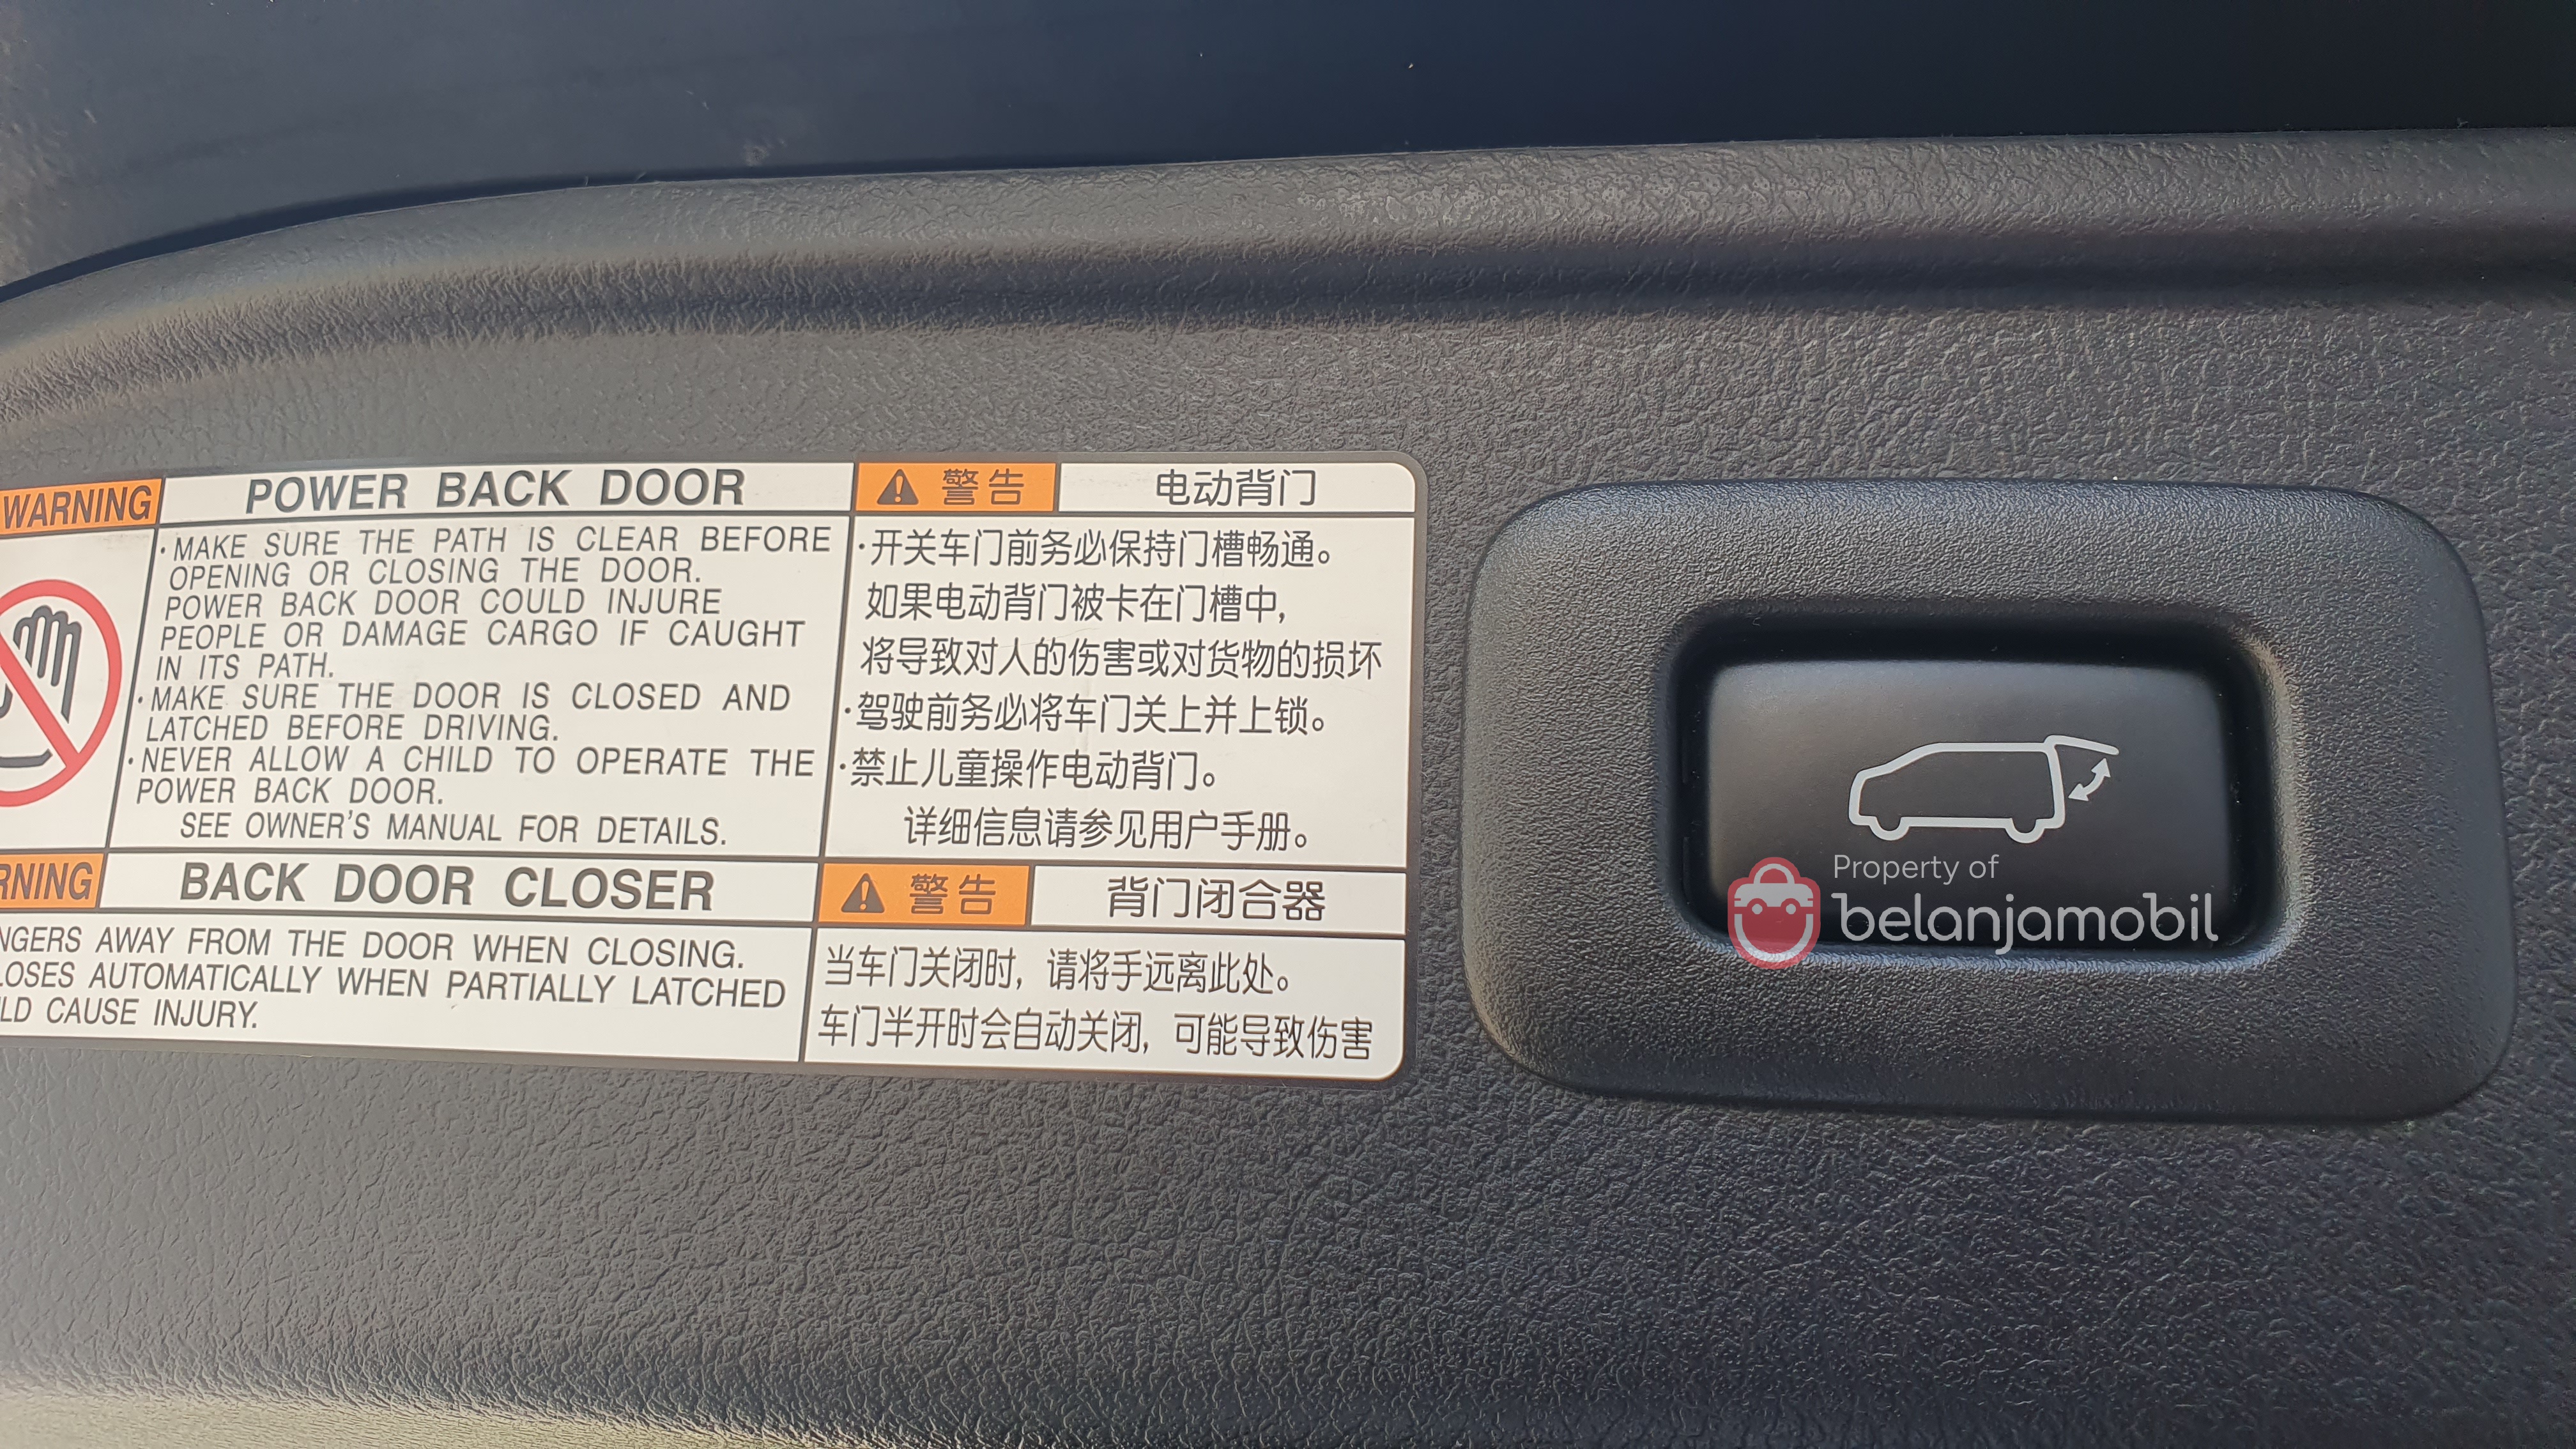 WARNING POWER BACK DOOR
·MAKE SURE THE PATH IS CLEAR BEFORE
OPENING OR CLOSING THE DOOR.
POWER BACK DOOR COULD INJURE
PEOPLE OR DAMAGE CARGO IF CAUGHT
IN ITS PATH.
·MAKE SURE THE DOOR IS CLOSED AND
LATCHED BEFORE DRIVING.
·NEVER ALLOW A CHILD TO OPERATE THE
POWER BACK DOOR.
SEE OWNER'S MANUAL FOR DETAILS.
RNING BACK DOOR CLOSER
NGERS AWAY FROM THE DOOR WHEN CLOSING.
LOSES AUTOMATICALLY WHEN PARTIALLY LATCHED
LD CAUSE INJURY.
警告 电动背门
·开关车门前务必保持门槽畅通。
如果电动背门被卡在门槽中,
将导致对人的伤害或对货物的损坏
·驾驶前务必将车门关上并上锁。
·禁止儿童操作电动背门。
详细信息请参见用户手册。
警告 背门闭合器
当车门关闭时, 请将手远离此处。
车门半开时会自动关闭, 可能导致伤害
Property of
belanjamobil